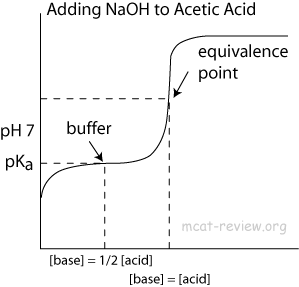 Adding NaOH to Acetic Acid
equivalence
point
pH 7
buffer
pKa
mcat-review.org
[base] = 1/2 [acid]
[base] = [acid]